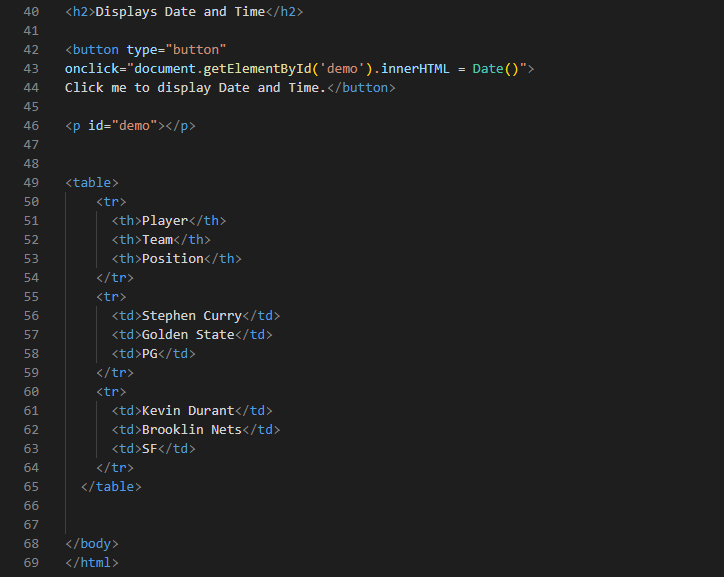 40 <h2>Displays Date and Time</h2>
41
42 <button type="button"
43 onclick="document.getElementById('demo').innerHTML = Date()">
44 Click me to display Date and Time.</button>
45
46 <p id="demo"></p>
47
48
49 <table>
50     <tr>
51       <th>Player</th>
52       <th>Team</th>
53       <th>Position</th>
54     </tr>
55     <tr>
56       <td>Stephen Curry</td>
57       <td>Golden State</td>
58       <td>PG</td>
59     </tr>
60     <tr>
61       <td>Kevin Durant</td>
62       <td>Brooklin Nets</td>
63       <td>SF</td>
64     </tr>
65   </table>
66
67
68 </body>
69 </html>